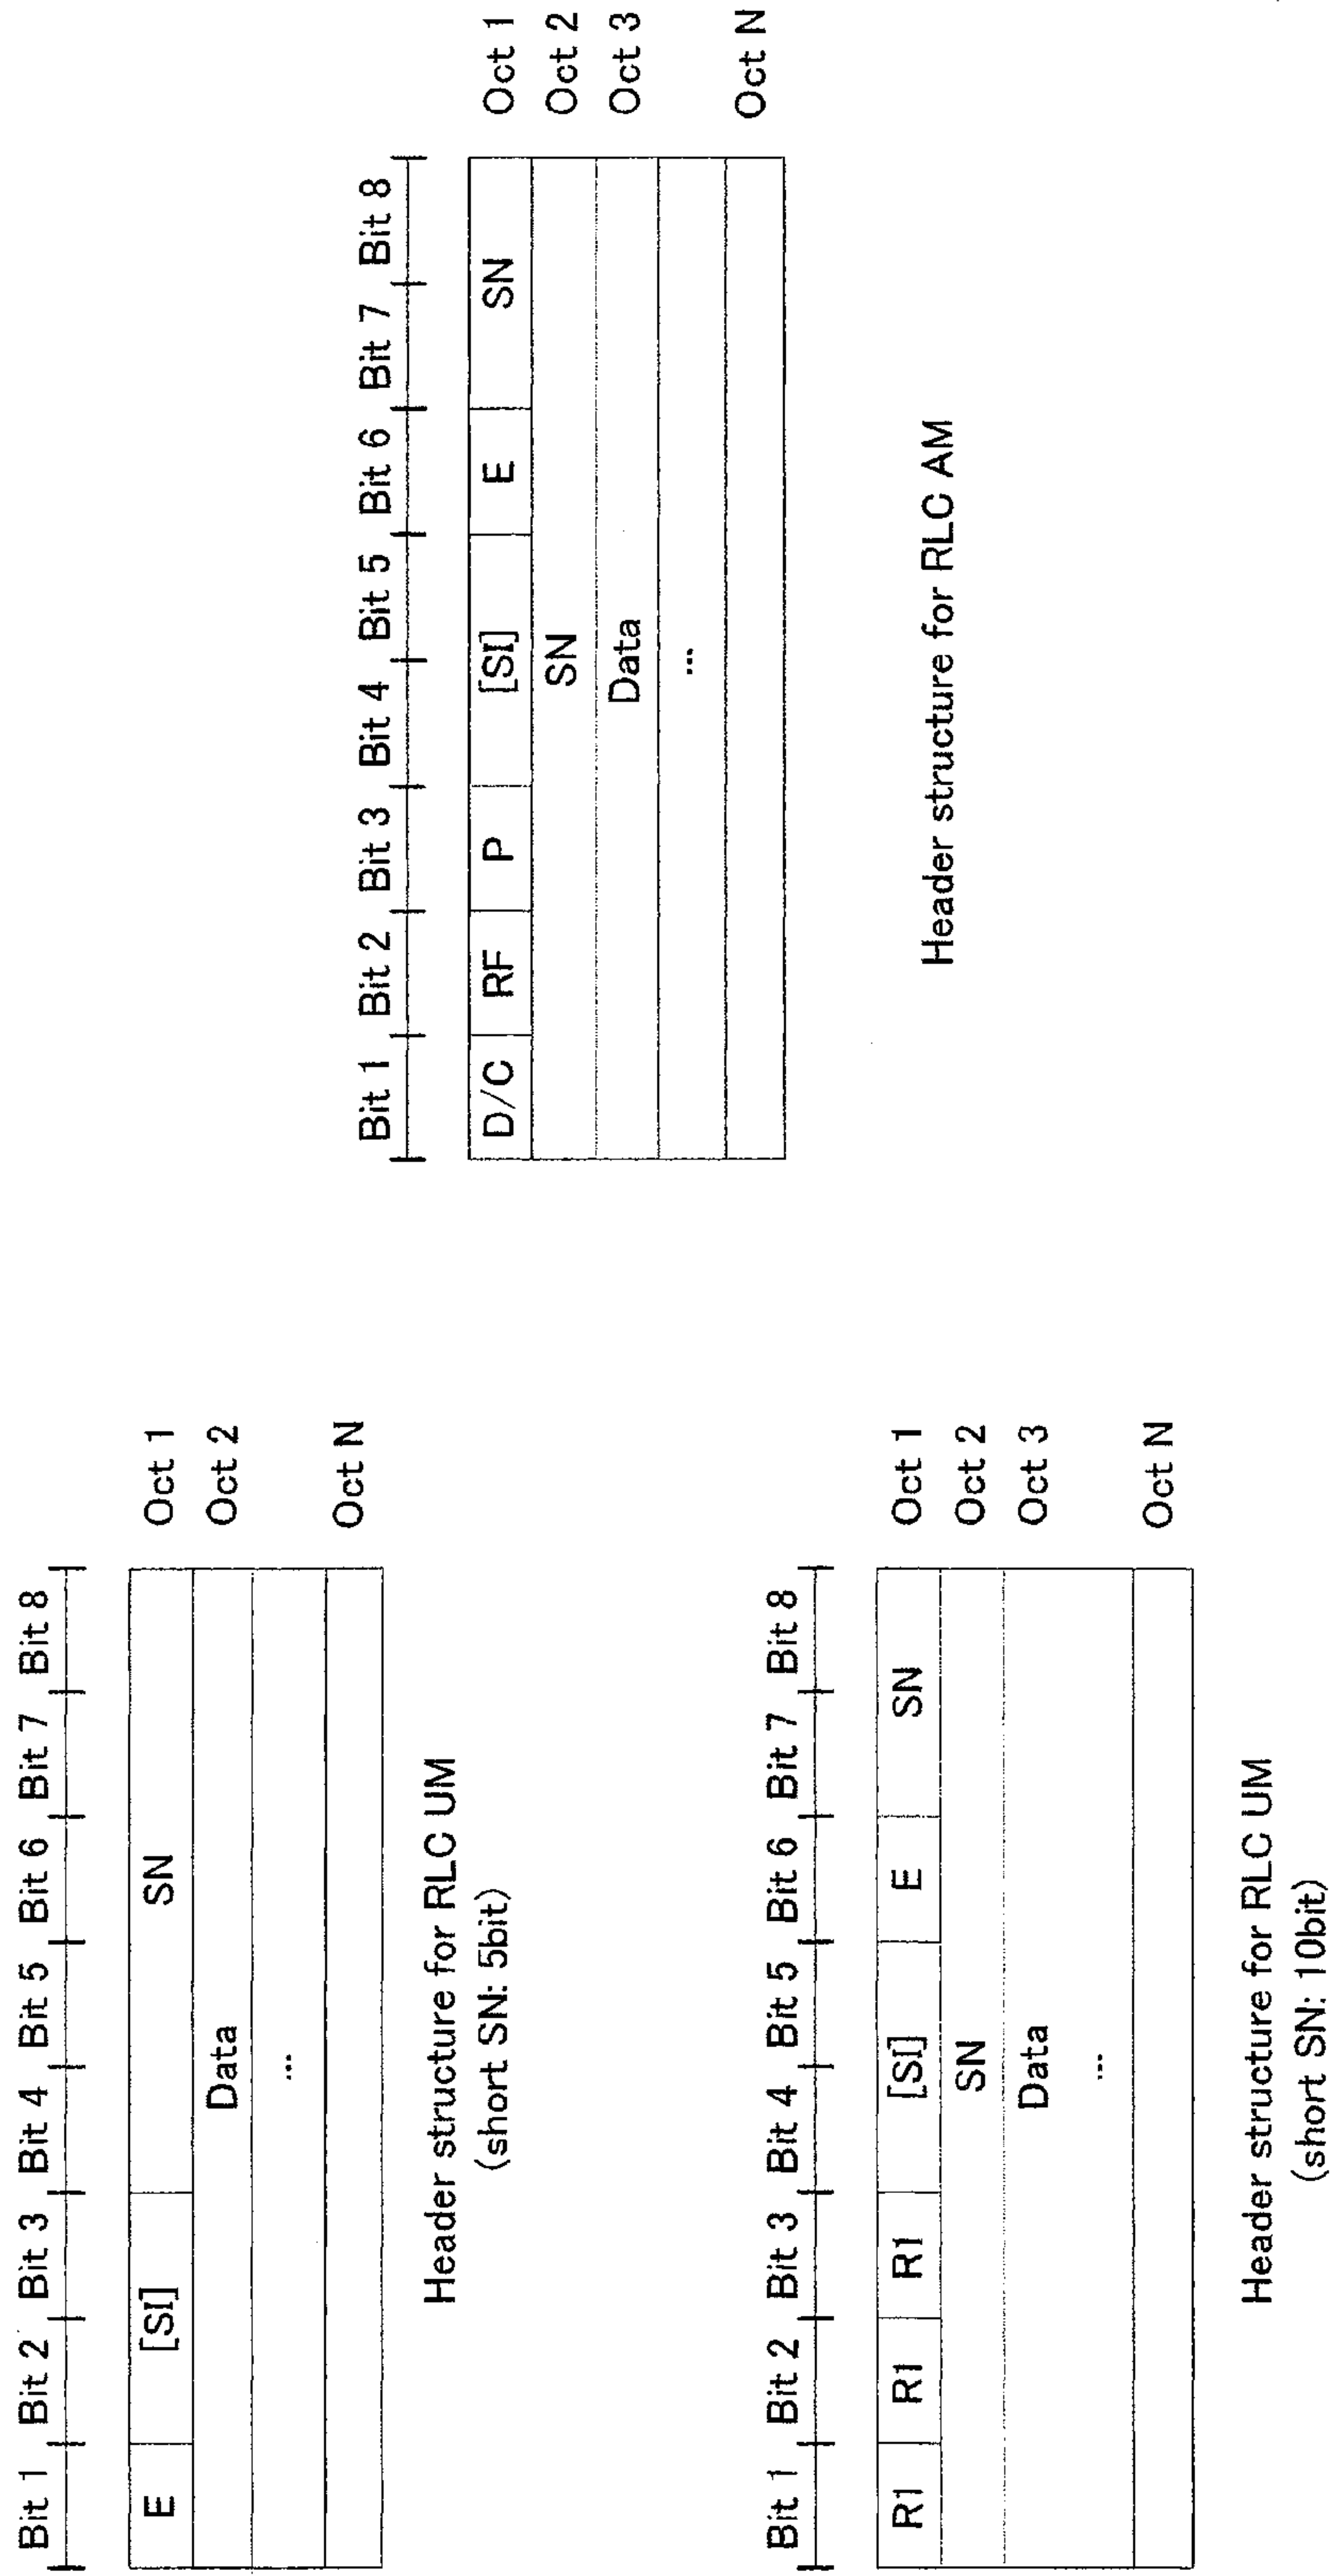 Bit 1 Bit 2 Bit 3 Bit 4 Bit 5 Bit 6 Bit 7 Bit 8
E [SI] SN Oct 1
Data Oct 2
...
Oct N
Header structure for RLC UM
(short SN: 5bit)
Bit 1 Bit 2 Bit 3 Bit 4 Bit 5 Bit 6 Bit 7 Bit 8
R1 R1 R1 [SI] E SN Oct 1
SN Oct 2
Data Oct 3
...
Oct N
Header structure for RLC UM
(short SN: 10bit)
Bit 1 Bit 2 Bit 3 Bit 4 Bit 5 Bit 6 Bit 7 Bit 8
D/C RF P [SI] E SN Oct 1
SN Oct 2
Data Oct 3
...
Oct N
Header structure for RLC AM